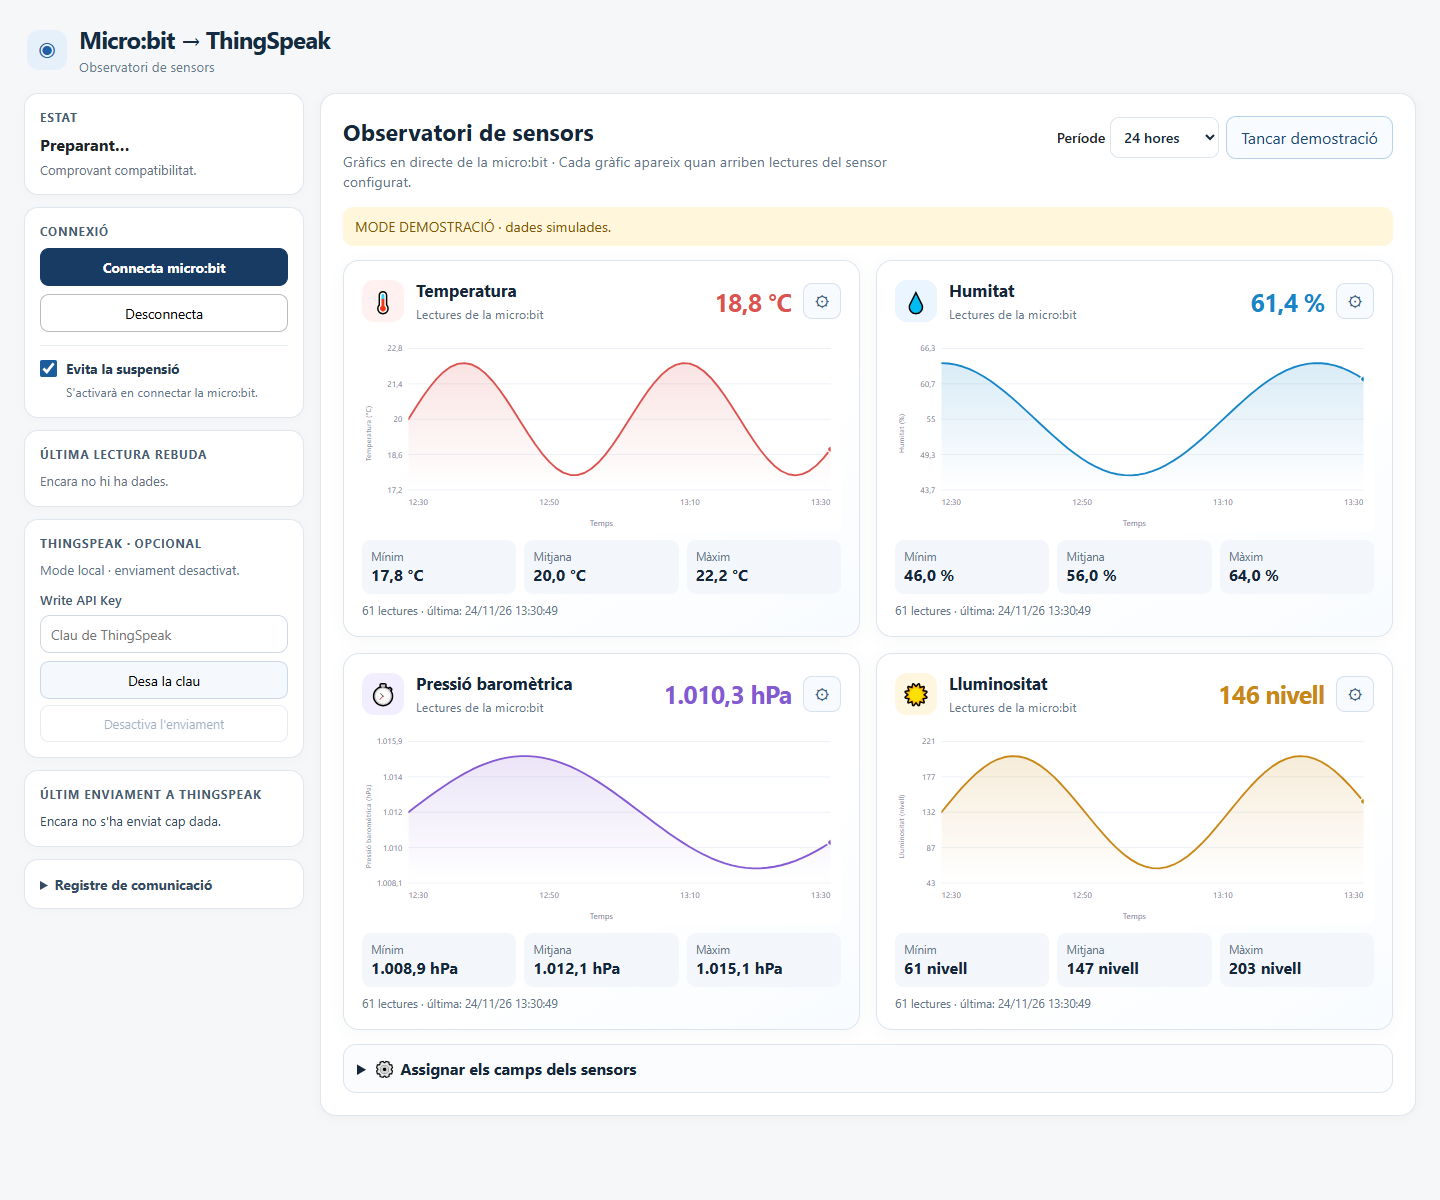 Micro:bit → ThingSpeak
Observatori de sensors
ESTAT
Preparant...
Comprovant compatibilitat.
CONNEXIÓ
Connecta micro:bit
Desconnecta
Evita la suspensió
S'activarà en connectar la micro:bit.
ÚLTIMA LECTURA REBUDA
Encara no hi ha dades.
THINGSPEAK · OPCIONAL
Mode local · enviament desactivat.
Write API Key
Clau de ThingSpeak
Desa la clau
Desactiva l'enviament
ÚLTIM ENVIAMENT A THINGSPEAK
Encara no s'ha enviat cap dada.
Registre de comunicació
Observatori de sensors
Gràfics en directe de la micro:bit · Cada gràfic apareix quan arriben lectures del sensor
configurat.
Període 24 hores Tancar demostració
MODE DEMOSTRACIÓ · dades simulades.
Temperatura
Lectures de la micro:bit
18,8 °C
22,8
21,4
20
18,6
17,2
Temperatura (°C)
12:30 12:50 13:10 13:30
Temps
Mínim Mitjana Màxim
17,8 °C 20,0 °C 22,2 °C
61 lectures · última: 24/11/26 13:30:49
Humitat
Lectures de la micro:bit
61,4 %
66,3
60,7
55
49,3
43,7
Humitat (%)
12:30 12:50 13:10 13:30
Temps
Mínim Mitjana Màxim
46,0 % 56,0 % 64,0 %
61 lectures · última: 24/11/26 13:30:49
Pressió baromètrica
Lectures de la micro:bit
1.010,3 hPa
1.015,9
1.014
1.012
1.010
1.008,1
Pressió baromètrica (hPa)
12:30 12:50 13:10 13:30
Temps
Mínim Mitjana Màxim
1.008,9 hPa 1.012,1 hPa 1.015,1 hPa
61 lectures · última: 24/11/26 13:30:49
Lluminositat
Lectures de la micro:bit
146 nivell
221
177
132
87
43
Lluminositat (nivell)
12:30 12:50 13:10 13:30
Temps
Mínim Mitjana Màxim
61 nivell 147 nivell 203 nivell
61 lectures · última: 24/11/26 13:30:49
Assignar els camps dels sensors